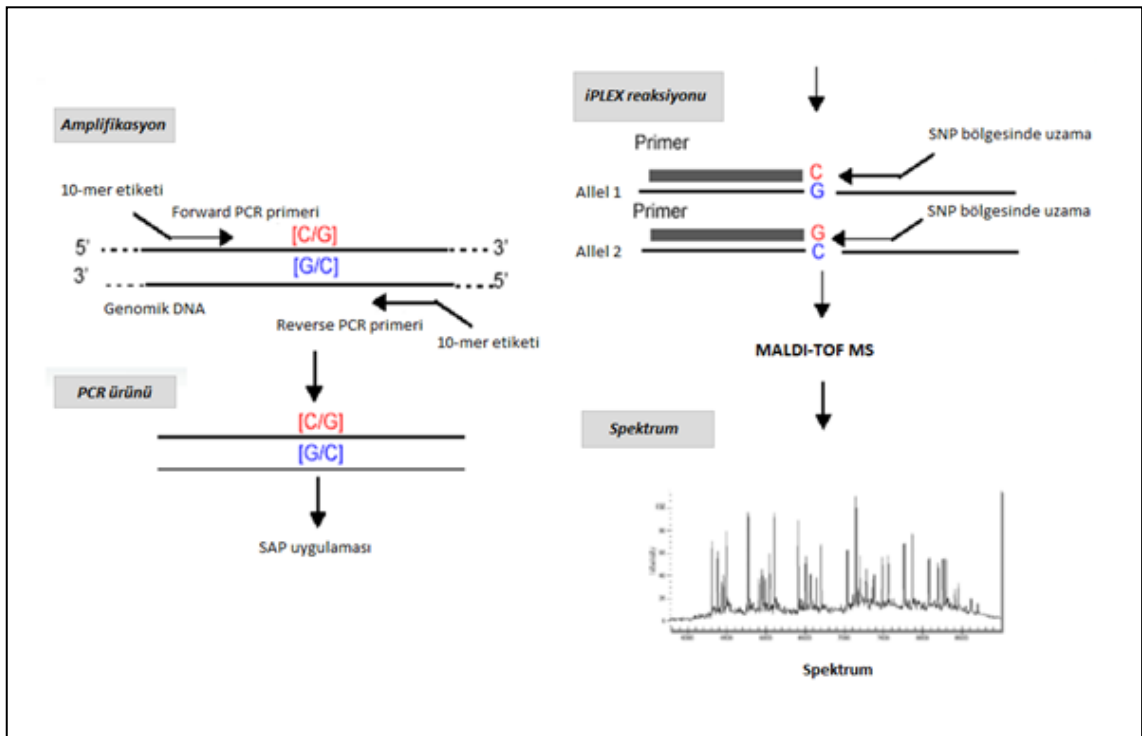 Amplifikasyon
10-mer etiketi
Forward PCR primeri
[C/G]
5' 3'
[G/C]
3' 5'
Genomik DNA
Reverse PCR primeri
10-mer etiketi
PCR ürünü
[C/G]
[G/C]
SAP uygulaması
iPLEX reaksiyonu
SNP bölgesinde uzama
Primer
C
Allel 1 G
Primer
G SNP bölgesinde uzama
Allel 2 C
MALDI-TOF MS
Spektrum
Spektrum